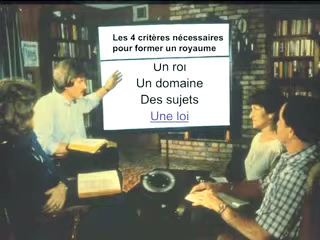 Les 4 critères nécessaires
pour former un royaume
Un roi
Un domaine
Des sujets
Une loi